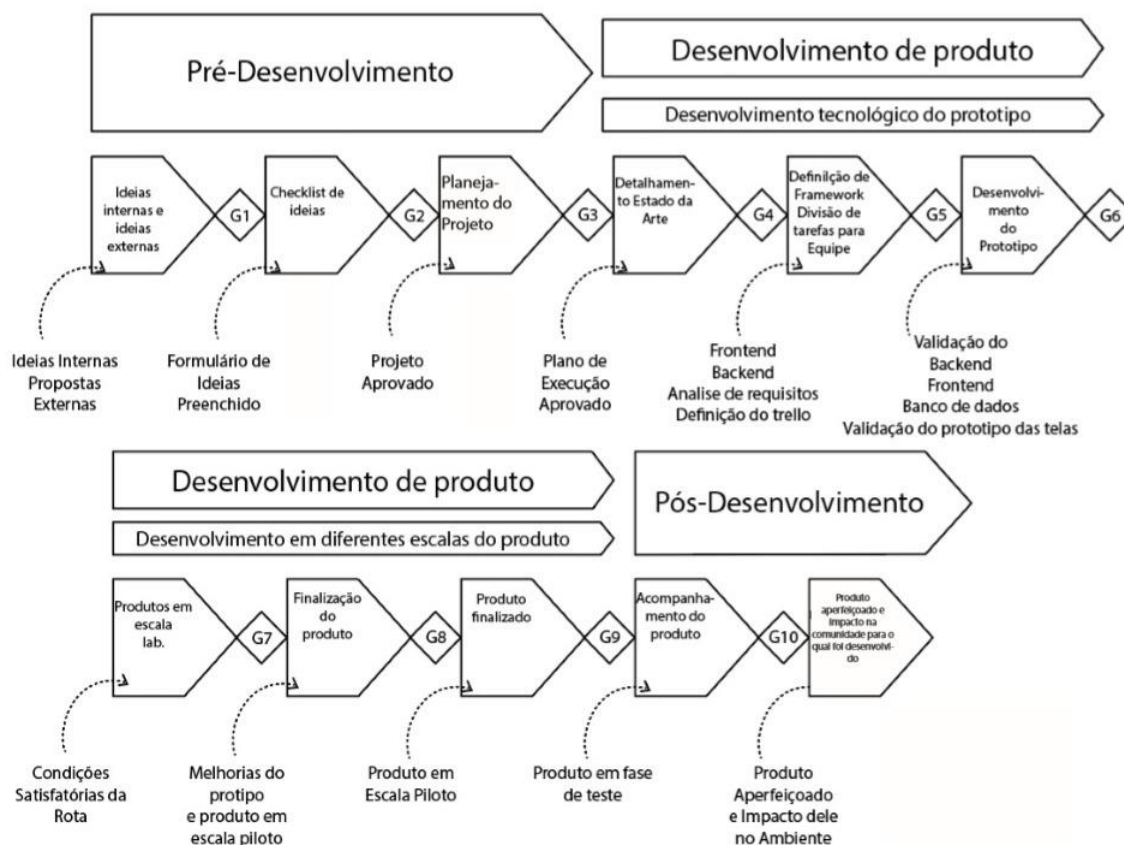 Pré-Desenvolvimento
Desenvolvimento de produto
Desenvolvimento tecnológico do prototipo
Ideias
internas e
ideias
externas
G1
Checklist de
ideias
G2
Planeja-
mento do
Projeto
G3
Detalhamen-
to Estado da
Arte
G4
Definilção de
Framework
Divisão de
tarefas para
Equipe
G5
Desenvolvi-
mento
do
Prototipo
G6
Ideias Internas
Propostas
Externas
Formulário de
Ideias
Preenchido
Projeto
Aprovado
Plano de
Execução
Aprovado
Frontend
Backend
Analise de requisitos
Definição do trello
Validação do
Backend
Frontend
Banco de dados
Validação do prototipo das telas
Desenvolvimento de produto
Desenvolvimento em diferentes escalas do produto
Pós-Desenvolvimento
Produtos em
escala
lab.
G7
Finalização
do
produto
G8
Produto
finalizado
G9
Acompanha-
mento do
produto
G10
Produto
aperfeiçoado e
Impacto na
comunidade para o
qual foi desenvolvi-
do
Condições
Satisfatórias da
Rota
Melhorias do
protipo
e produto em
escala piloto
Produto em
Escala Piloto
Produto em fase
de teste
Produto
Aperfeiçoado
e Impacto dele
no Ambiente